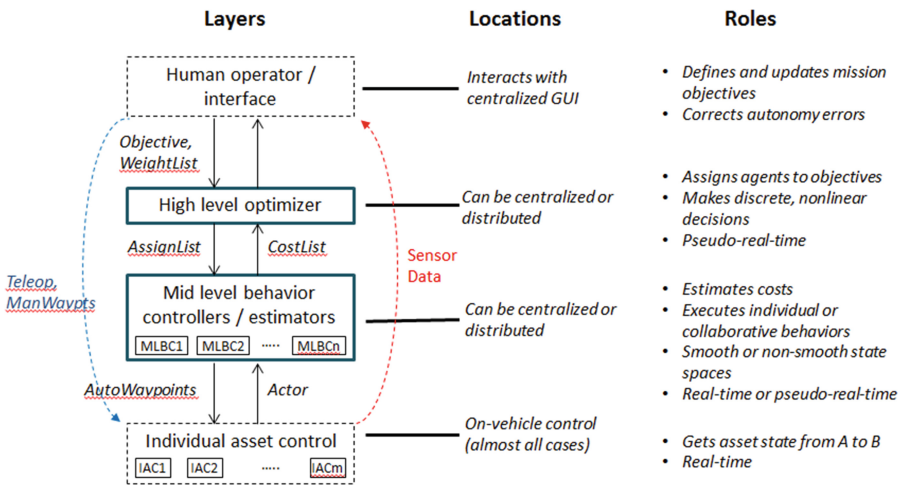 Layers
Locations
Roles
Human operator /
interface
Interacts with
centralized GUI
• Defines and updates mission
objectives
• Corrects autonomy errors
Objective,
WeightList
High level optimizer
Can be centralized or
distributed
• Assigns agents to objectives
• Makes discrete, nonlinear
decisions
• Pseudo-real-time
AssignList
CostList
Sensor
Data
Teleop,
ManWaypts
Mid level behavior
controllers / estimators
MLBC1 MLBC2 ····· MLBCn
Can be centralized or
distributed
• Estimates costs
• Executes individual or
collaborative behaviors
• Smooth or non-smooth state
spaces
• Real-time or pseudo-real-time
AutoWaypoints
Actor
Individual asset control
IAC1 IAC2 ····· IACm
On-vehicle control
(almost all cases)
• Gets asset state from A to B
• Real-time